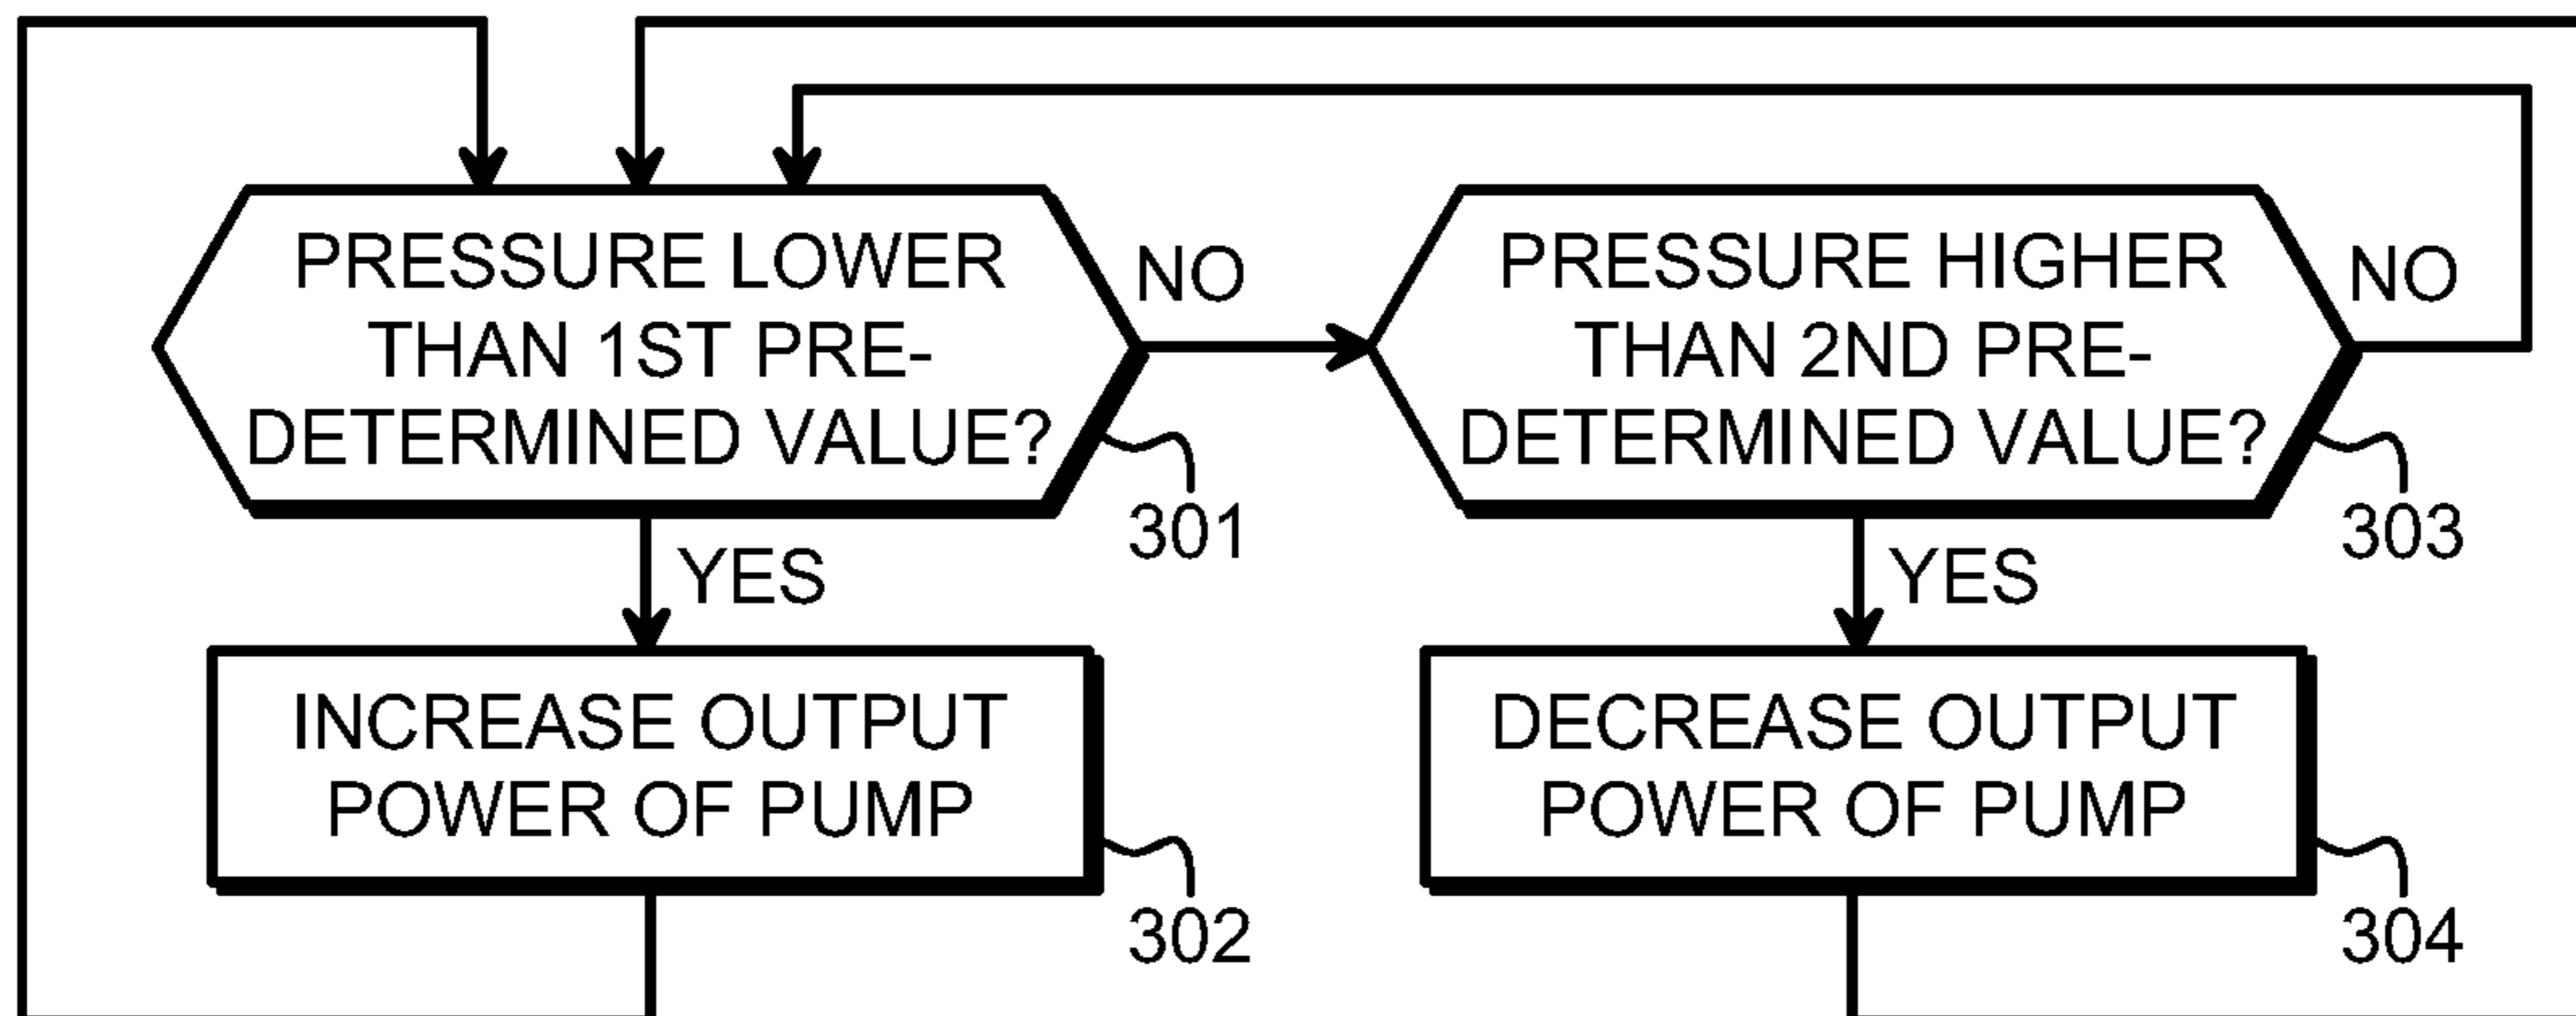 PRESSURE LOWER
THAN 1ST PRE-
DETERMINED VALUE?
NO
301
YES
INCREASE OUTPUT
POWER OF PUMP
302
PRESSURE HIGHER
THAN 2ND PRE-
DETERMINED VALUE?
NO
303
YES
DECREASE OUTPUT
POWER OF PUMP
304